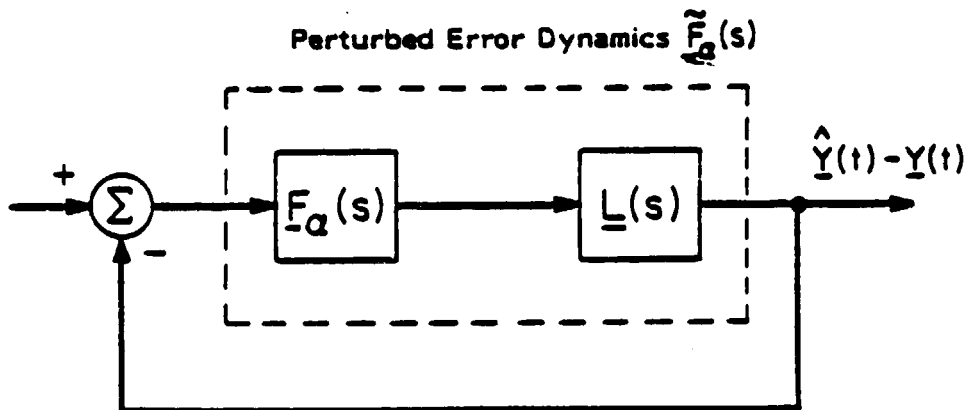 Perturbed Error Dynamics F̃α(s)
Ŷ(t) - Y(t)
+
Σ
Fα(s)
L(s)
-